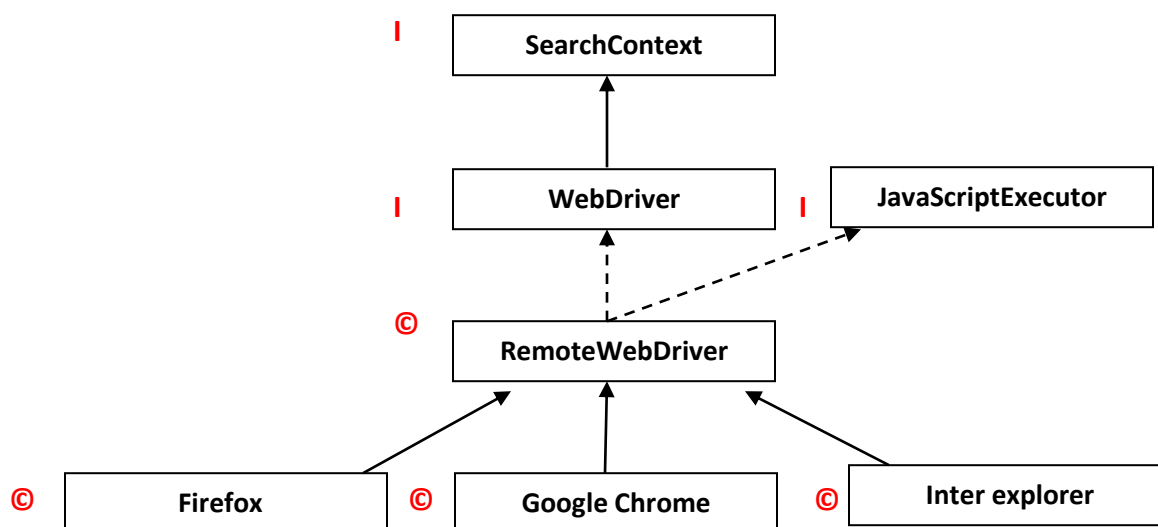 I
SearchContext
WebDriver
I
I
JavaScriptExecutor
©
RemoteWebDriver
©
Firefox
©
Google Chrome
©
Inter explorer